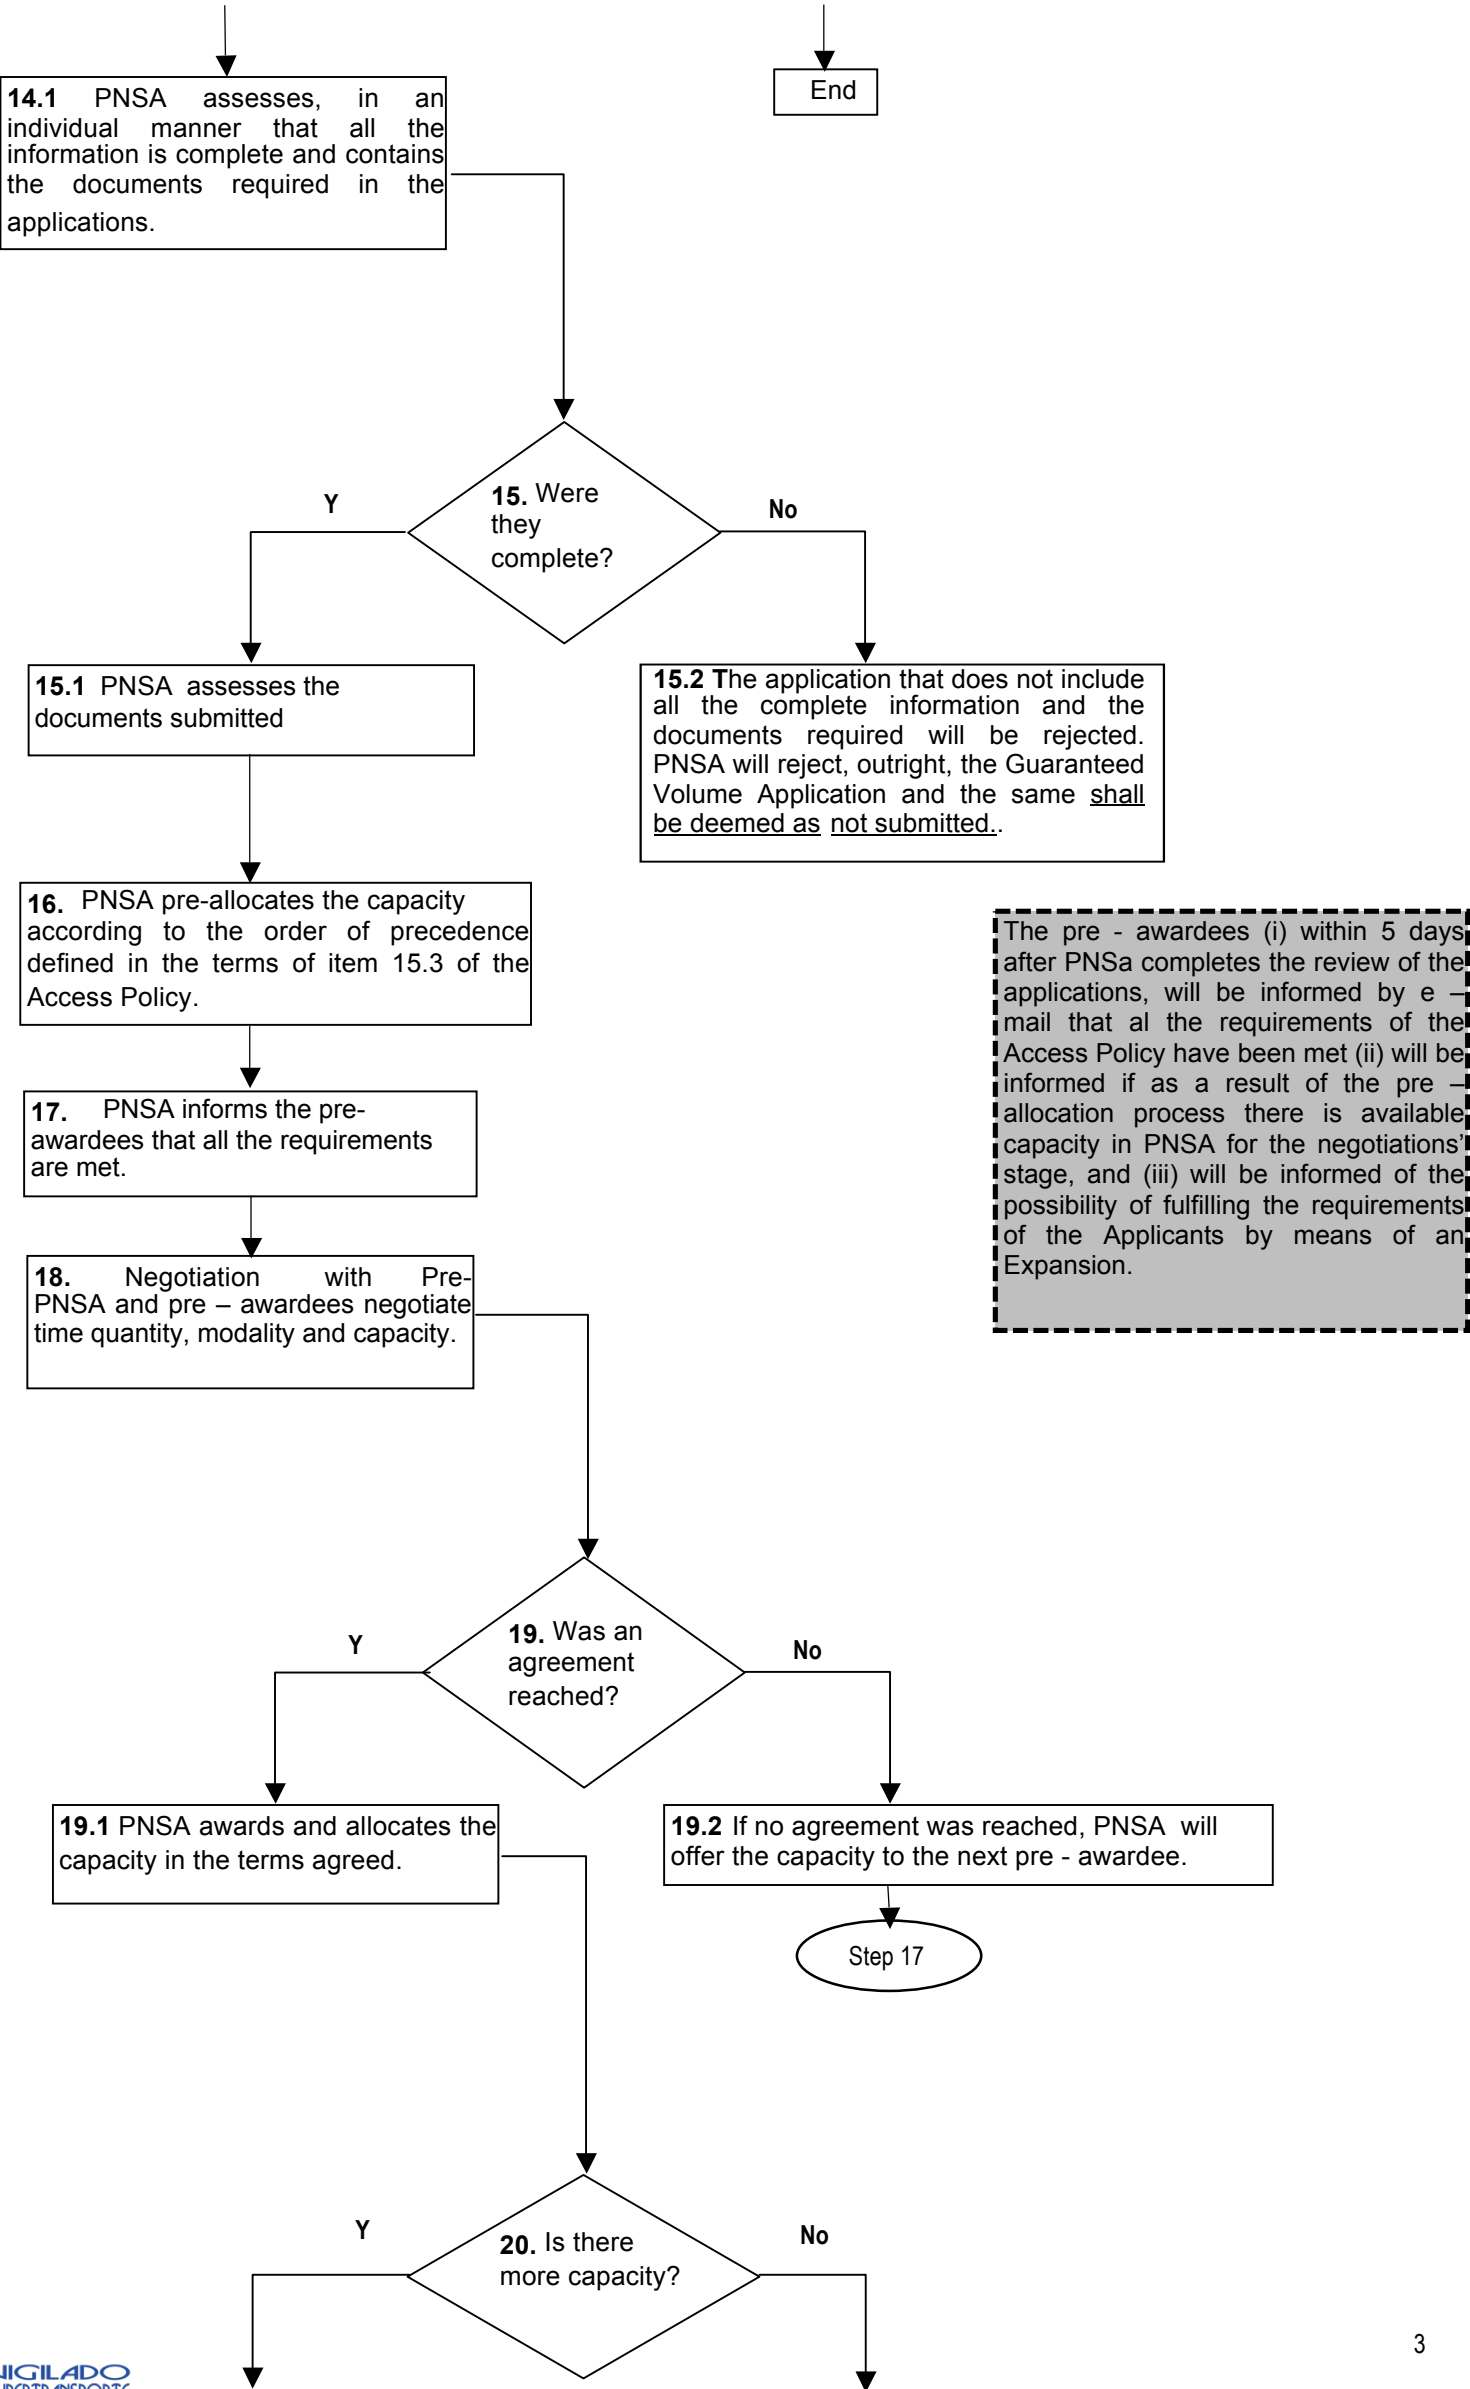 End
14.1 PNSA assesses, in an
individual manner that all the
information is complete and contains
the documents required in the
applications.
15. Were
they
complete?
Y
No
15.1 PNSA assesses the
documents submitted
15.2 The application that does not include
all the complete information and the
documents required will be rejected.
PNSA will reject, outright, the Guaranteed
Volume Application and the same shall
be deemed as not submitted..
16. PNSA pre-allocates the capacity
according to the order of precedence
defined in the terms of item 15.3 of the
Access Policy.
The pre - awardees (i) within 5 days
after PNSa completes the review of the
applications, will be informed by e –
mail that al the requirements of the
Access Policy have been met (ii) will be
informed if as a result of the pre –
allocation process there is available
capacity in PNSA for the negotiations'
stage, and (iii) will be informed of the
possibility of fulfilling the requirements
of the Applicants by means of an
Expansion.
17. PNSA informs the pre-
awardees that all the requirements
are met.
18. Negotiation with Pre-
PNSA and pre – awardees negotiate
time quantity, modality and capacity.
19. Was an
agreement
reached?
Y
No
19.1 PNSA awards and allocates the
capacity in the terms agreed.
19.2 If no agreement was reached, PNSA will
offer the capacity to the next pre - awardee.
Step 17
20. Is there
more capacity?
Y
No
3
VIGILADO